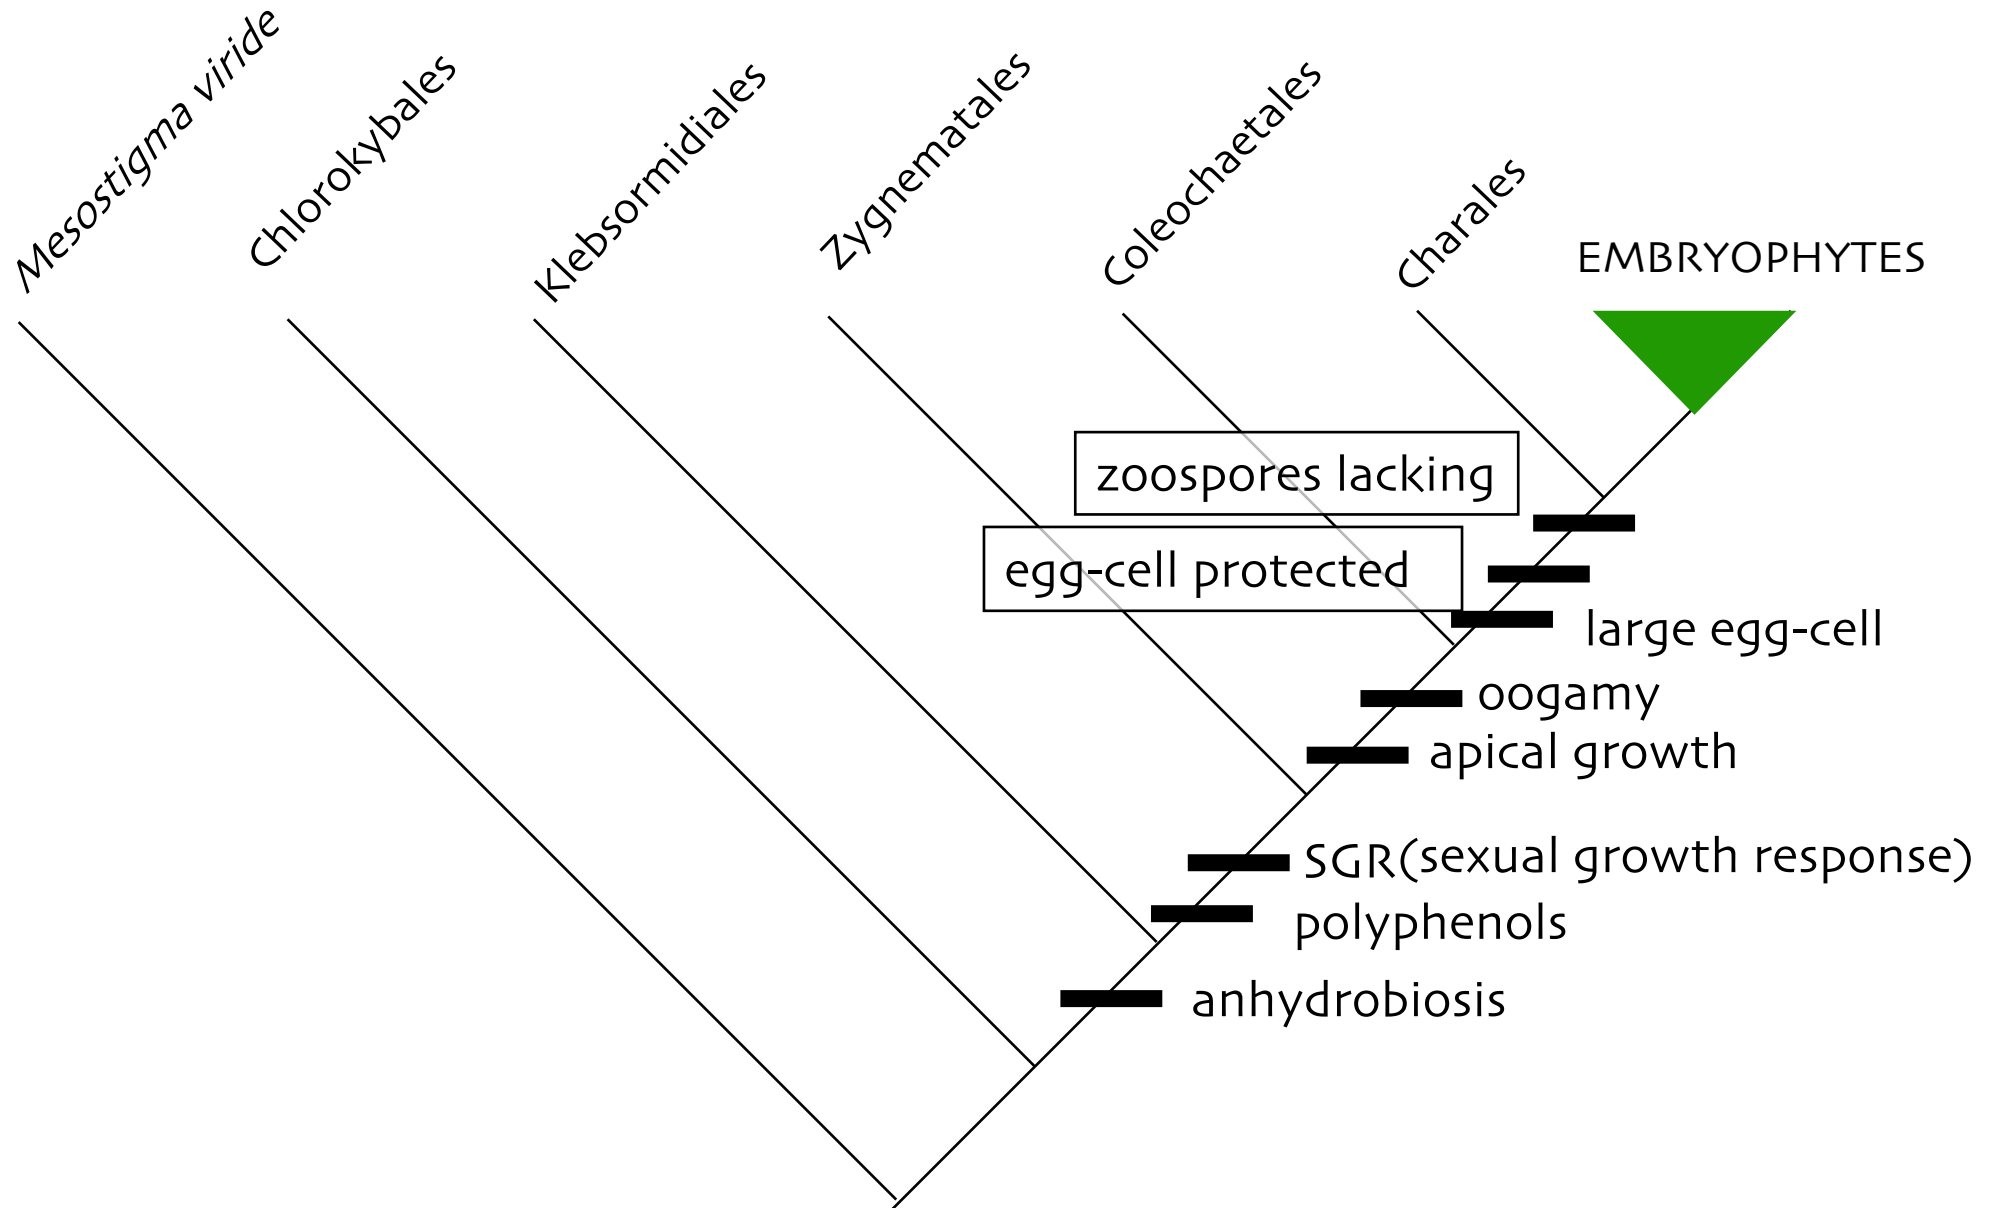 Mesostigma viride
Chlorokybales
Klebsormidiales
Zygnematales
Coleochaetales
Charales
EMBRYOPHYTES
zoospores lacking
egg-cell protected
large egg-cell
oogamy
apical growth
SGR(sexual growth response)
polyphenols
anhydrobiosis